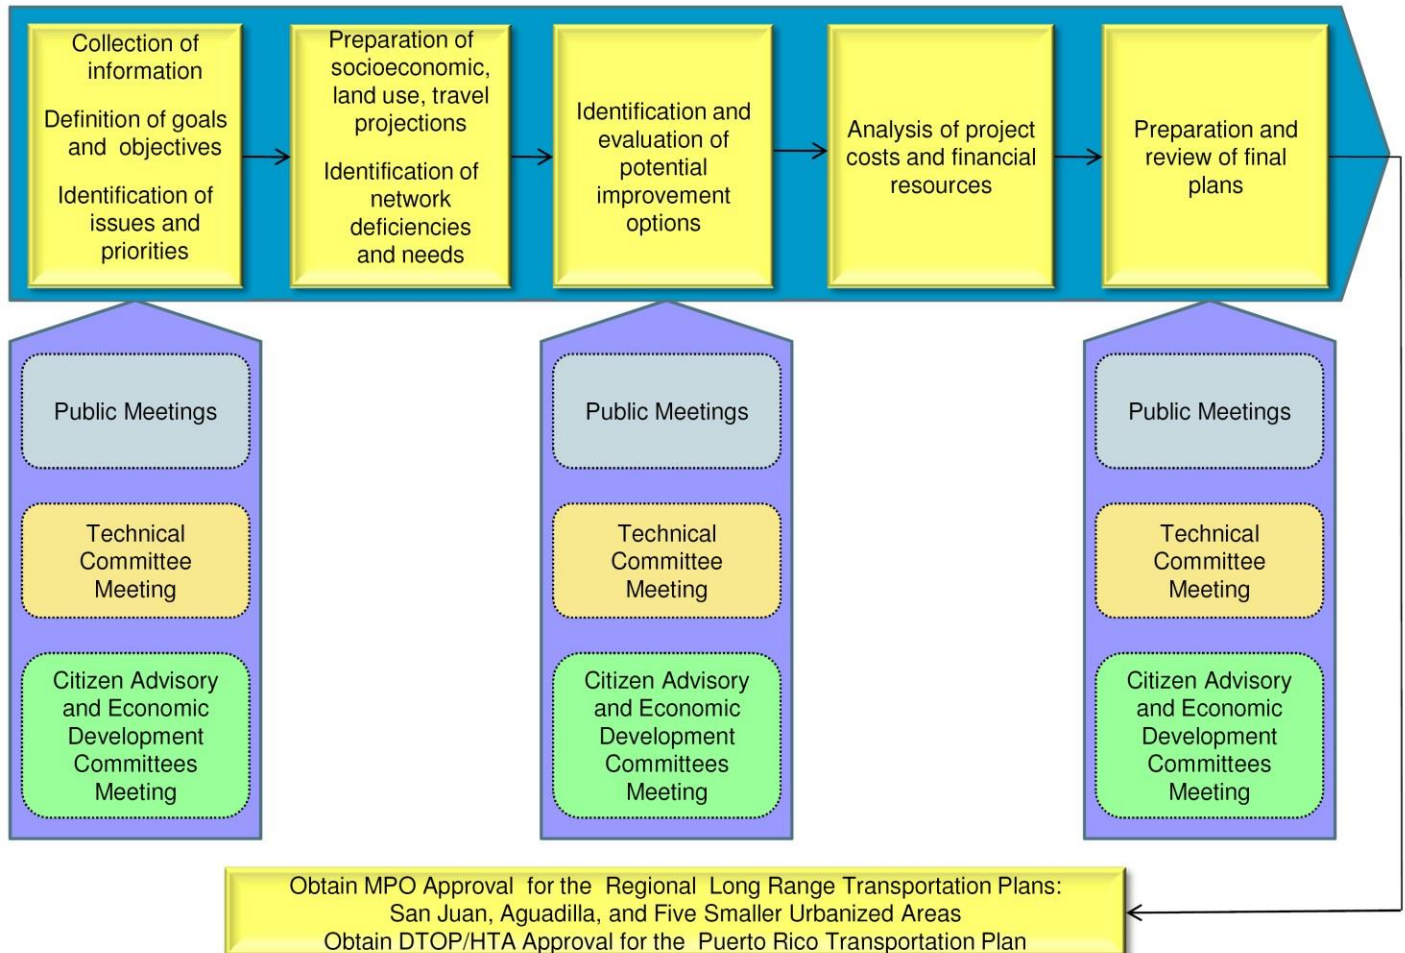 Collection of
information
Definition of goals
and objectives
Identification of
issues and
priorities
Preparation of
socioeconomic,
land use, travel
projections
Identification of
network
deficiencies
and needs
Identification and
evaluation of
potential
improvement
options
Analysis of project
costs and financial
resources
Preparation and
review of final
plans
Public Meetings
Technical
Committee
Meeting
Citizen Advisory
and Economic
Development
Committees
Meeting
Public Meetings
Technical
Committee
Meeting
Citizen Advisory
and Economic
Development
Committees
Meeting
Public Meetings
Technical
Committee
Meeting
Citizen Advisory
and Economic
Development
Committees
Meeting
Obtain MPO Approval for the Regional Long Range Transportation Plans:
San Juan, Aguadilla, and Five Smaller Urbanized Areas
Obtain DTOP/HTA Approval for the Puerto Rico Transportation Plan